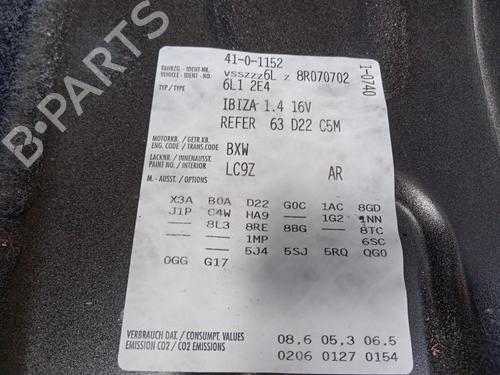 41-0-1152
1-0740
FAHRZG.-IDENT-NR. VEHICLE-IDENT-NO. VSSZZZ6L Z 8R070702
TYP/TYPE 6L1 2E4
IBIZA 1.4 16V
REFER 63 D22 C5M
MOTORKB. / GETR.KB. ENG. CODE / TRANS.CODE BXW
LACKNR. / INNENAUSST. PAINT NO. / INTERIOR LC9Z AR
M.-AUSST. / OPTIONS
X3A B0A D22 G0C 1AC 8GD
J1P C4W HA9 --- 1G2 1NN
--- 8L3 8RE 8BG --- 8TC
--- --- 1MP --- --- 6SC
--- --- 5J4 5SJ 5RQ QG0
0GG G17
VERBRAUCH DAT. / CONSUMPT. VALUES 08.6 05.3 06.5
EMISSION CO2 / CO2 EMISSIONS 0206 0127 0154
B-PARTS